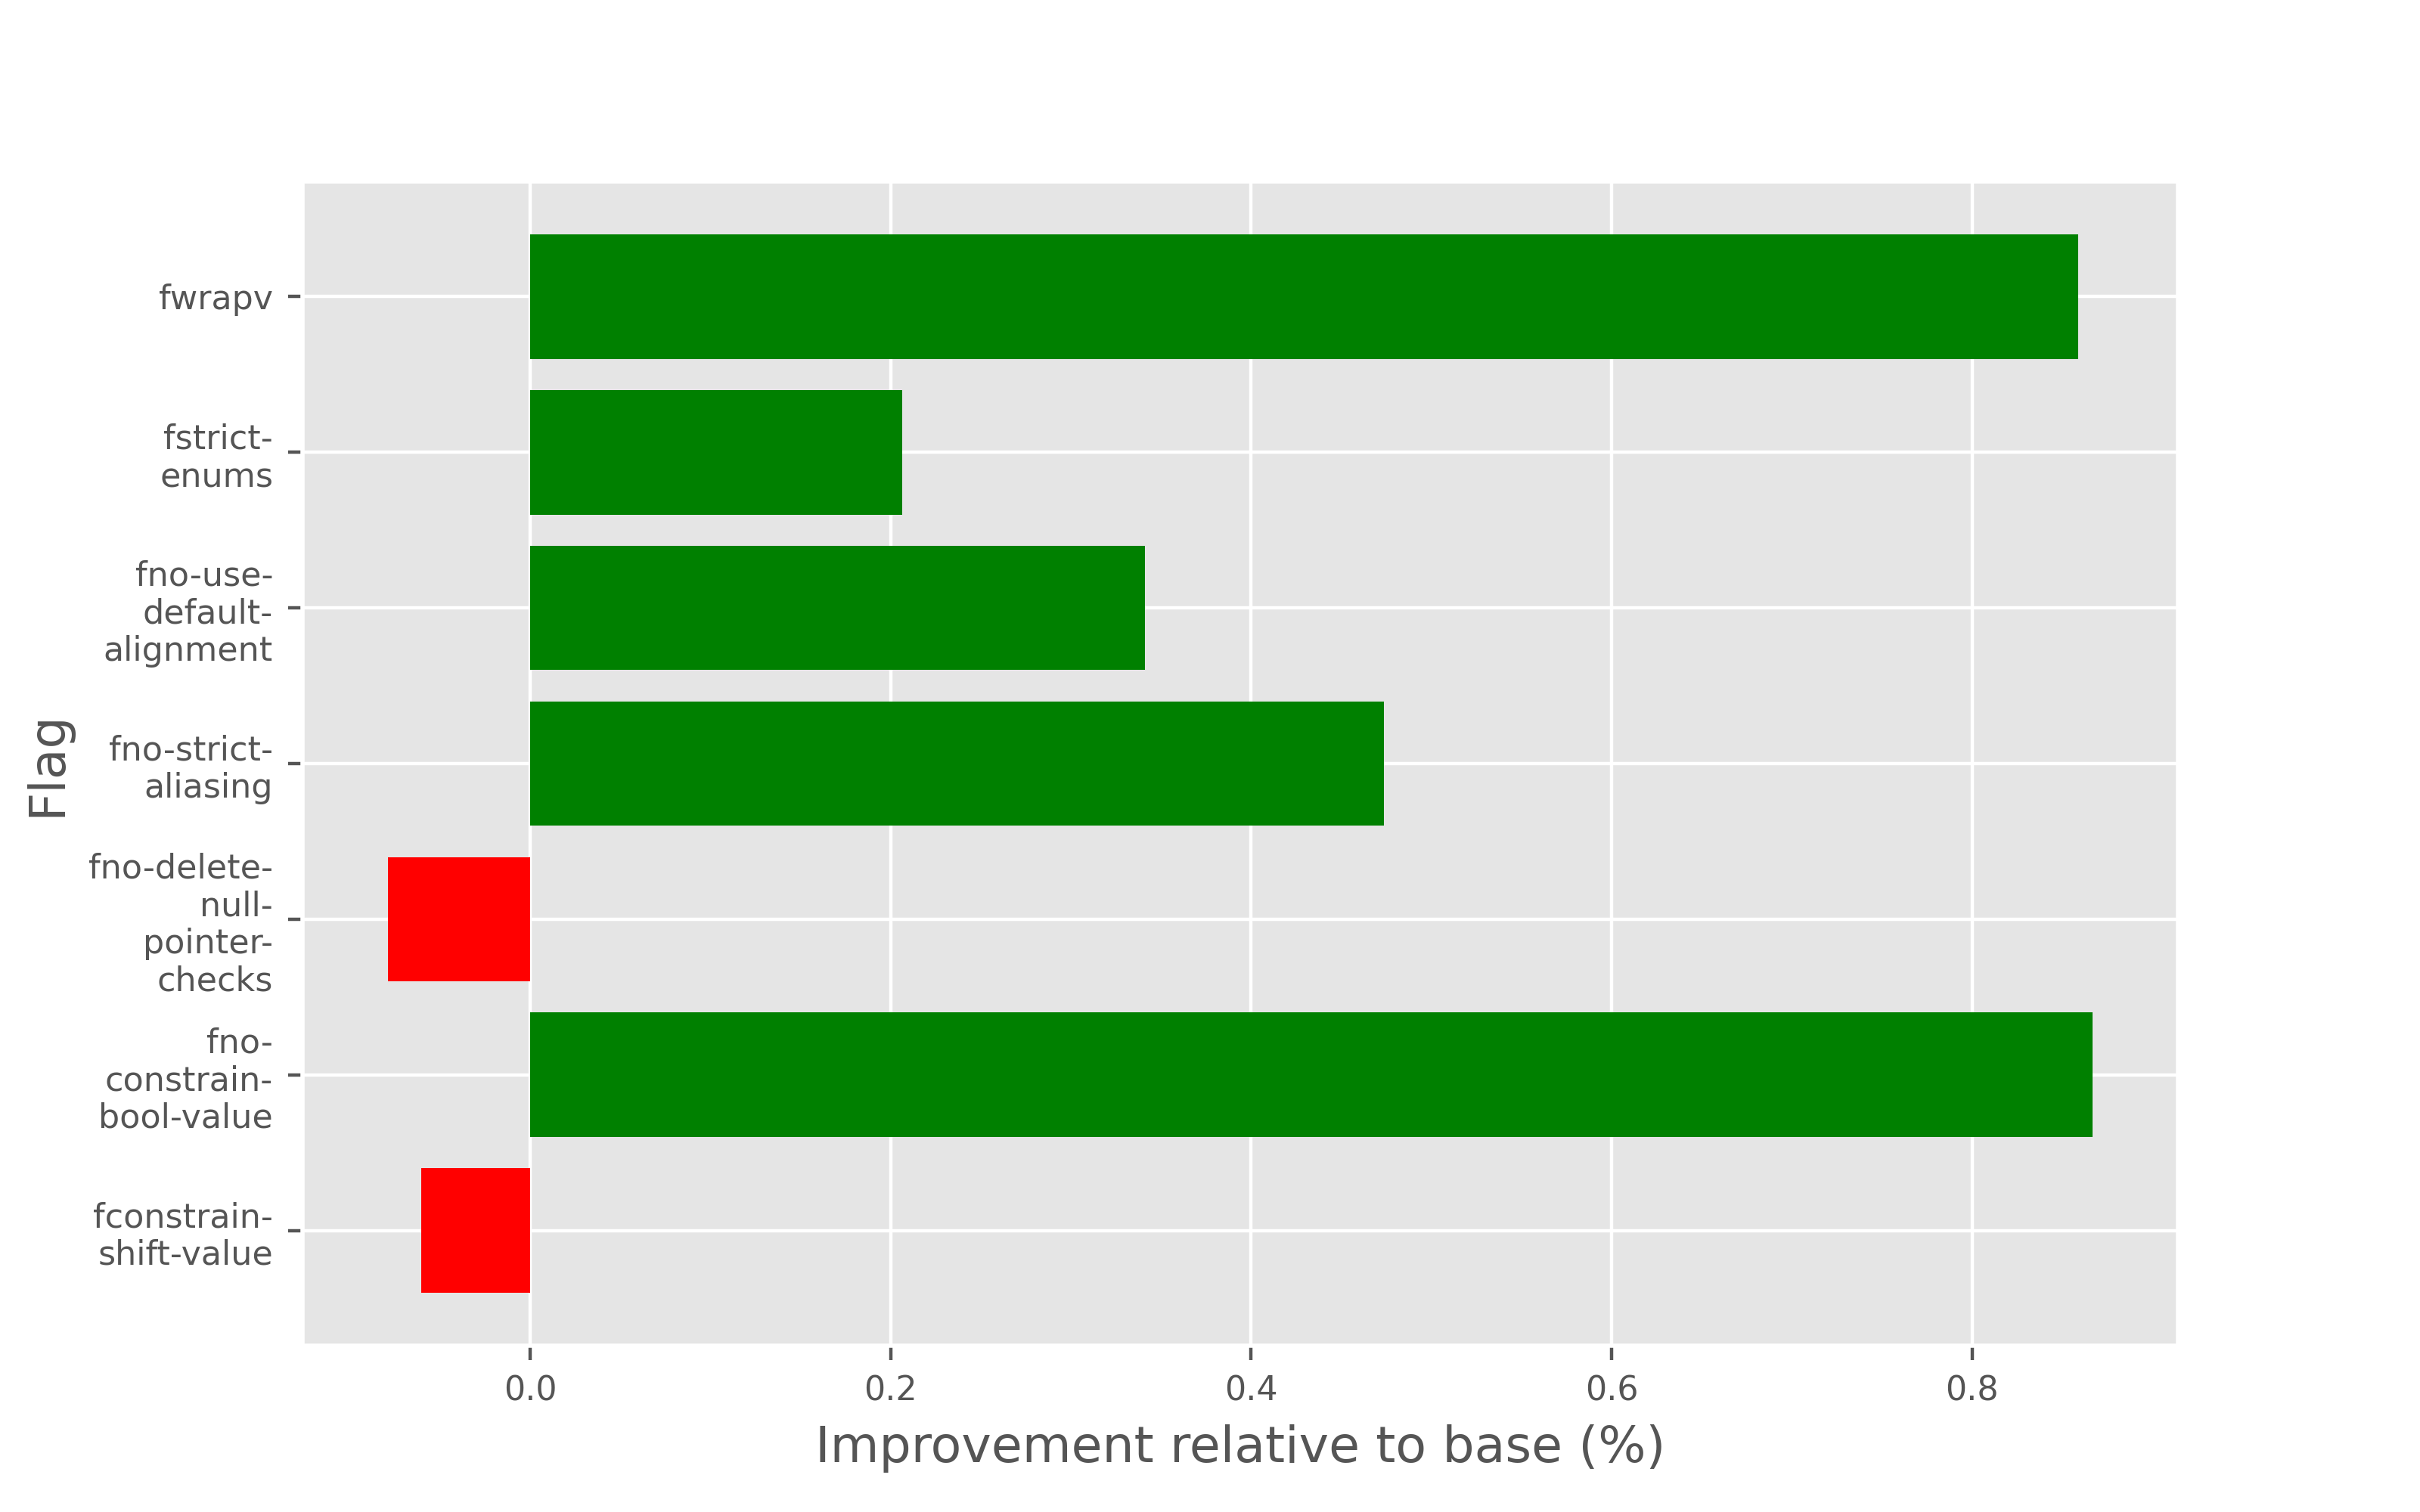 fwrapv
fstrict-
enums
fno-use-
default-
alignment
fno-strict-
aliasing
fno-delete-
null-
pointer-
checks
fno-
constrain-
bool-value
fconstrain-
shift-value
Flag
0.0 0.2 0.4 0.6 0.8
Improvement relative to base (%)